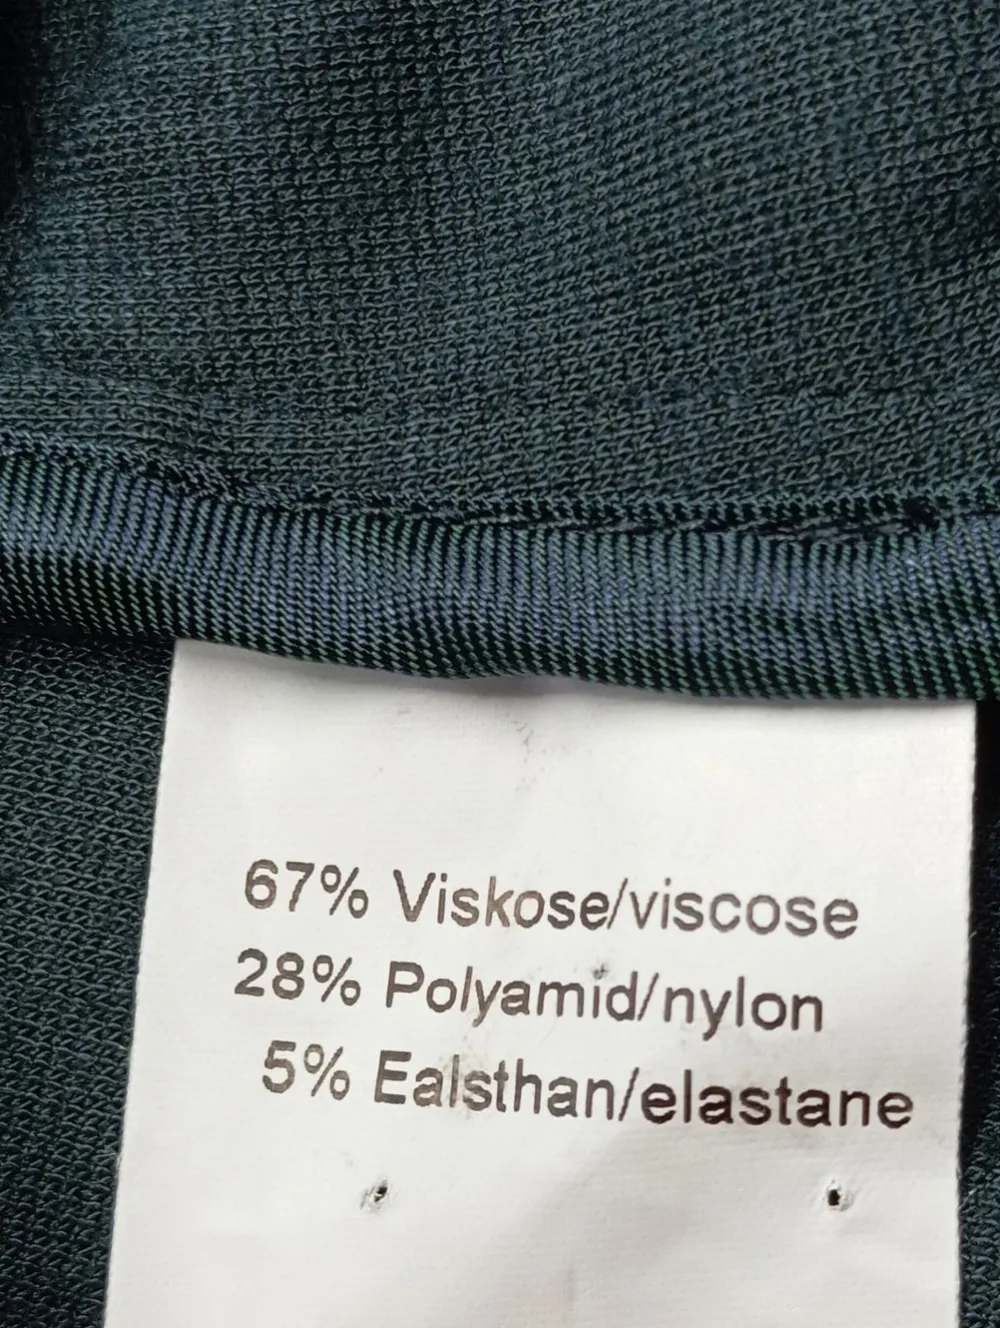 67% Viskose/viscose
28% Polyamid/nylon
5% Ealsthan/elastane